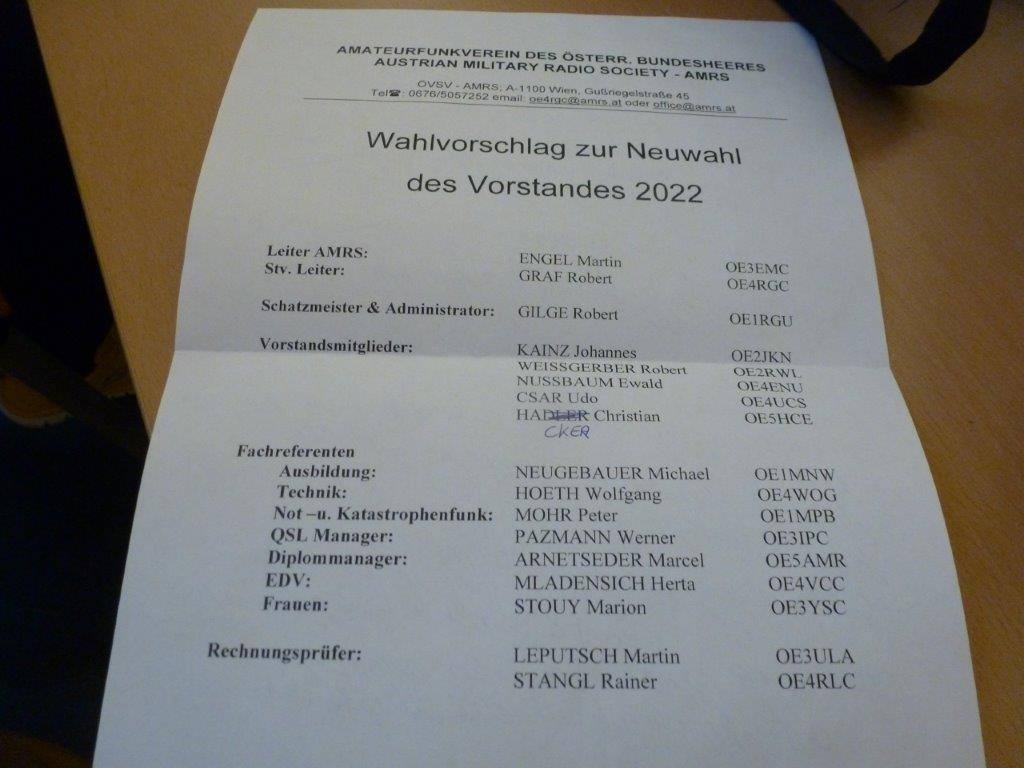 AMATEURFUNKVEREIN DES ÖSTERR. BUNDESHEERES
AUSTRIAN MILITARY RADIO SOCIETY - AMRS
ÖVSV - AMRS; A-1100 Wien, Gußriegelstraße 45
Tel☎: 0676/5057252 email: oe4rgc@amrs.at oder office@amrs.at
Wahlvorschlag zur Neuwahl
des Vorstandes 2022
Leiter AMRS: ENGEL Martin OE3EMC
Stv. Leiter: GRAF Robert OE4RGC
Schatzmeister & Administrator: GILGE Robert OE1RGU
Vorstandsmitglieder: KAINZ Johannes OE2JKN
WEISSGERBER Robert OE2RWL
NUSSBAUM Ewald OE4ENU
CSAR Udo OE4UCS
HADLER Christian OE5HCE
CKER
Fachreferenten
Ausbildung: NEUGEBAUER Michael OE1MNW
Technik: HOETH Wolfgang OE4WOG
Not –u. Katastrophenfunk: MOHR Peter OE1MPB
QSL Manager: PAZMANN Werner OE3IPC
Diplommanager: ARNETSEDER Marcel OE5AMR
EDV: MLADENSICH Herta OE4VCC
Frauen: STOUY Marion OE3YSC
Rechnungsprüfer: LEPUTSCH Martin OE3ULA
STANGL Rainer OE4RLC